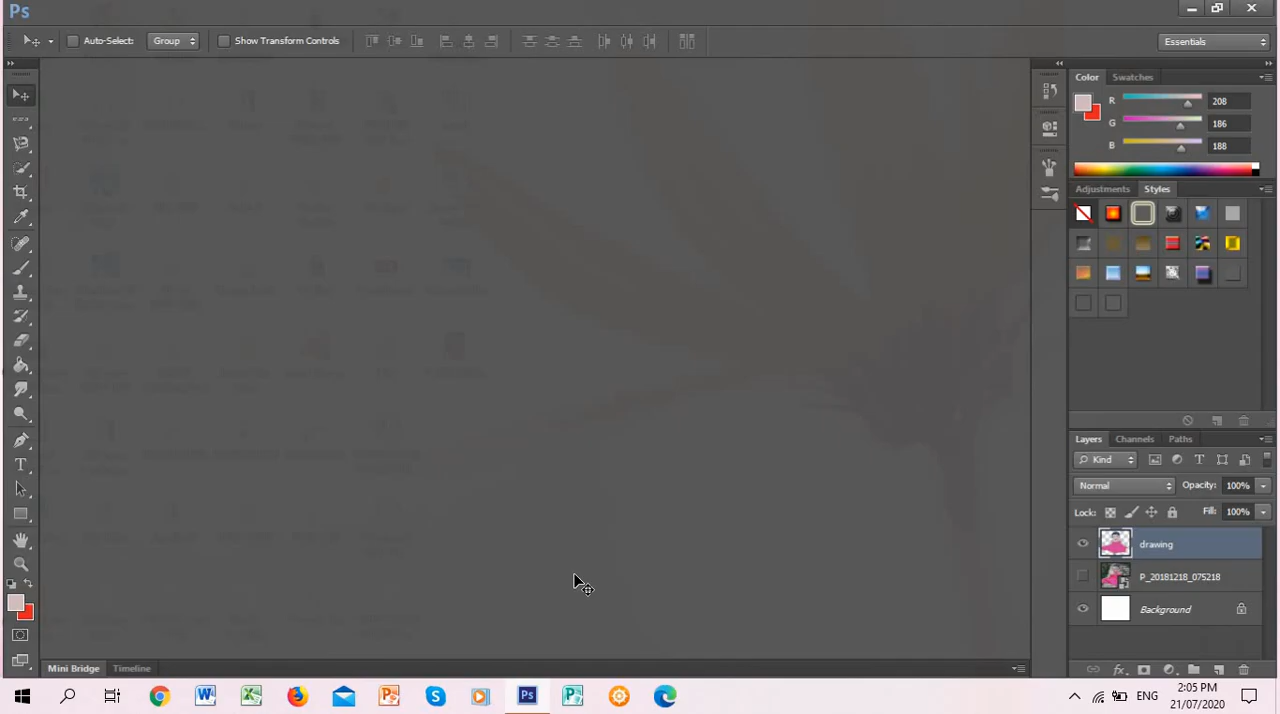 Ps
Auto-Select: Group Show Transform Controls Essentials
Color Swatches
R 208
G 186
B 188
Adjustments Styles
Layers Channels Paths
Kind
Normal Opacity: 100%
Lock: Fill: 100%
drawing
P_20181218_075218
Background
Mini Bridge Timeline
ENG 2:05 PM
21/07/2020